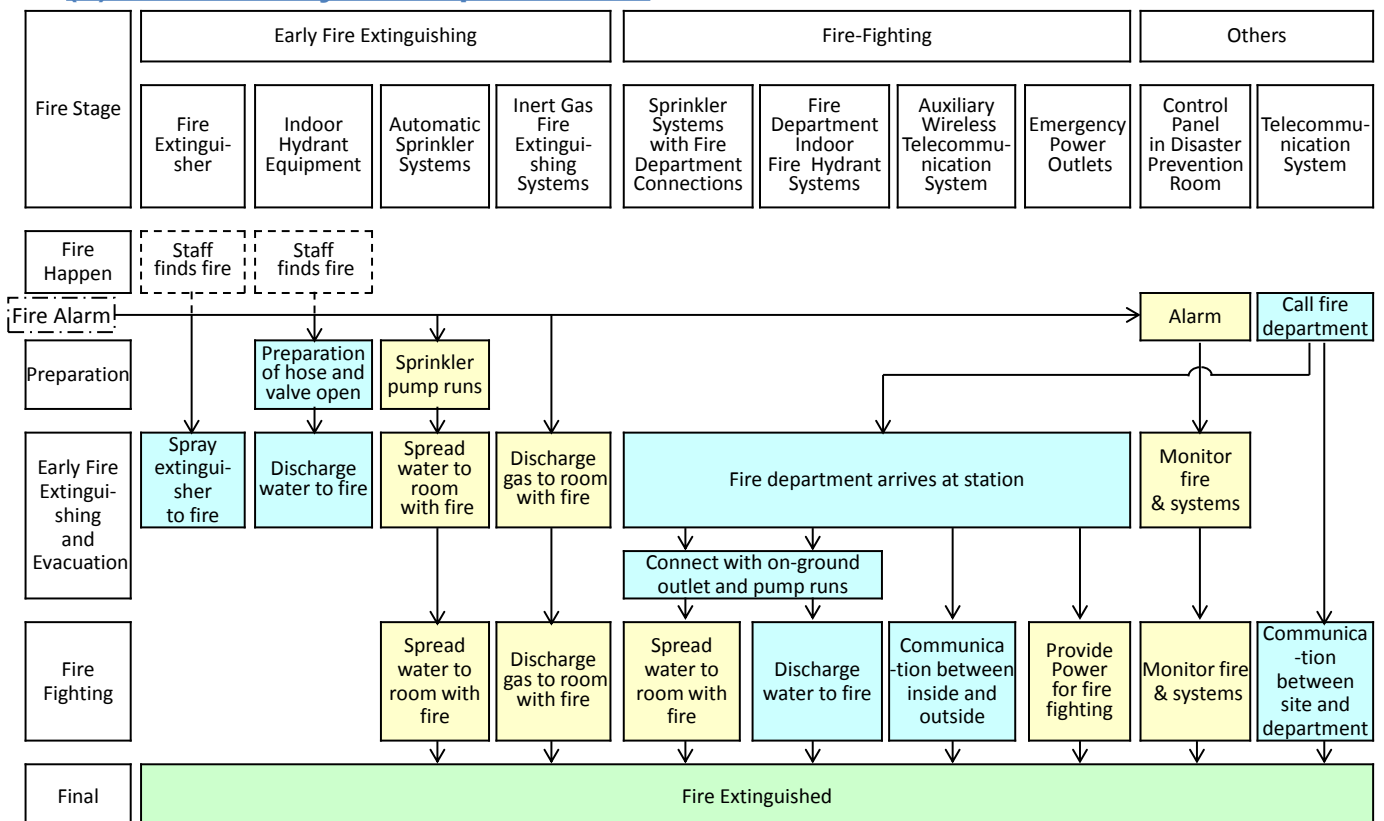 Early Fire Extinguishing
Fire-Fighting
Others
Fire Stage
Fire
Extingui-
sher
Indoor
Hydrant
Equipment
Automatic
Sprinkler
Systems
Inert Gas
Fire
Extingui-
shing
Systems
Sprinkler
Systems
with Fire
Department
Connections
Fire
Department
Indoor
Fire Hydrant
Systems
Auxiliary
Wireless
Telecommu-
nication
System
Emergency
Power
Outlets
Control
Panel
in Disaster
Prevention
Room
Telecommu-
nication
System
Fire
Happen
Staff
finds fire
Staff
finds fire
Fire Alarm
Alarm
Call fire
department
Preparation
Preparation
of hose and
valve open
Sprinkler
pump runs
Early Fire
Extingui-
shing
and
Evacuation
Spray
extingui-
sher
to fire
Discharge
water to fire
Spread
water to
room
with fire
Discharge
gas to room
with fire
Fire department arrives at station
Monitor
fire
& systems
Connect with on-ground
outlet and pump runs
Fire
Fighting
Spread
water to
room with
fire
Discharge
gas to room
with fire
Spread
water to
room with
fire
Discharge
water to fire
Communica
-tion between
inside and
outside
Provide
Power
for fire
fighting
Monitor fire
& systems
Communica
-tion
between
site and
department
Final
Fire Extinguished